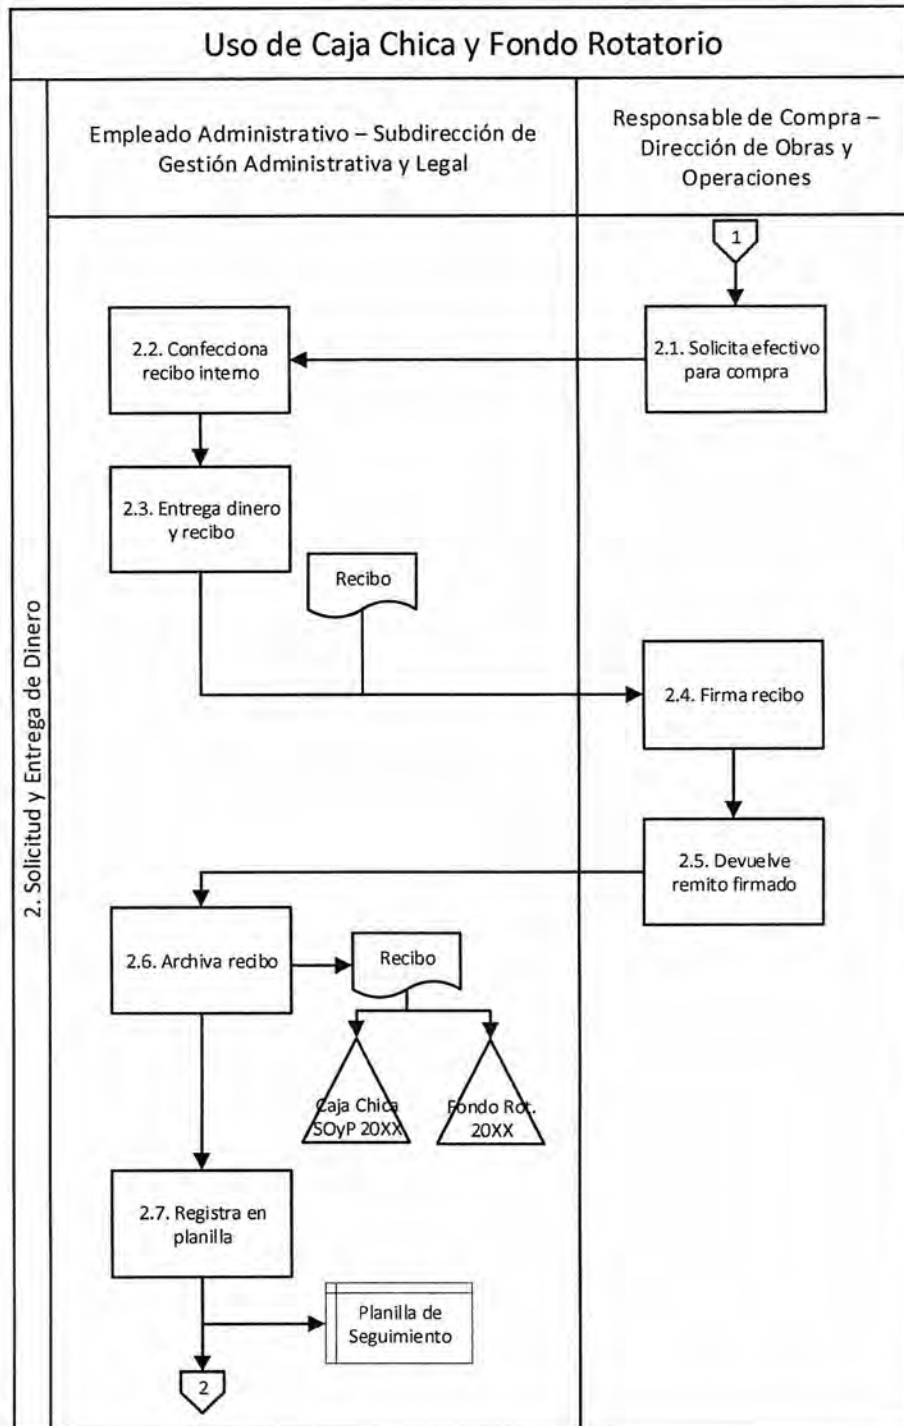 Uso de Caja Chica y Fondo Rotatorio
Empleado Administrativo – Subdirección de
Gestión Administrativa y Legal
Responsable de Compra –
Dirección de Obras y
Operaciones
2. Solicitud y Entrega de Dinero
1
2.1. Solicita efectivo
para compra
2.2. Confecciona
recibo interno
2.3. Entrega dinero
y recibo
Recibo
2.4. Firma recibo
2.5. Devuelve
remito firmado
2.6. Archiva recibo
Recibo
Caja Chica
SOyP 20XX
Fondo Rot.
20XX
2.7. Registra en
planilla
Planilla de
Seguimiento
2